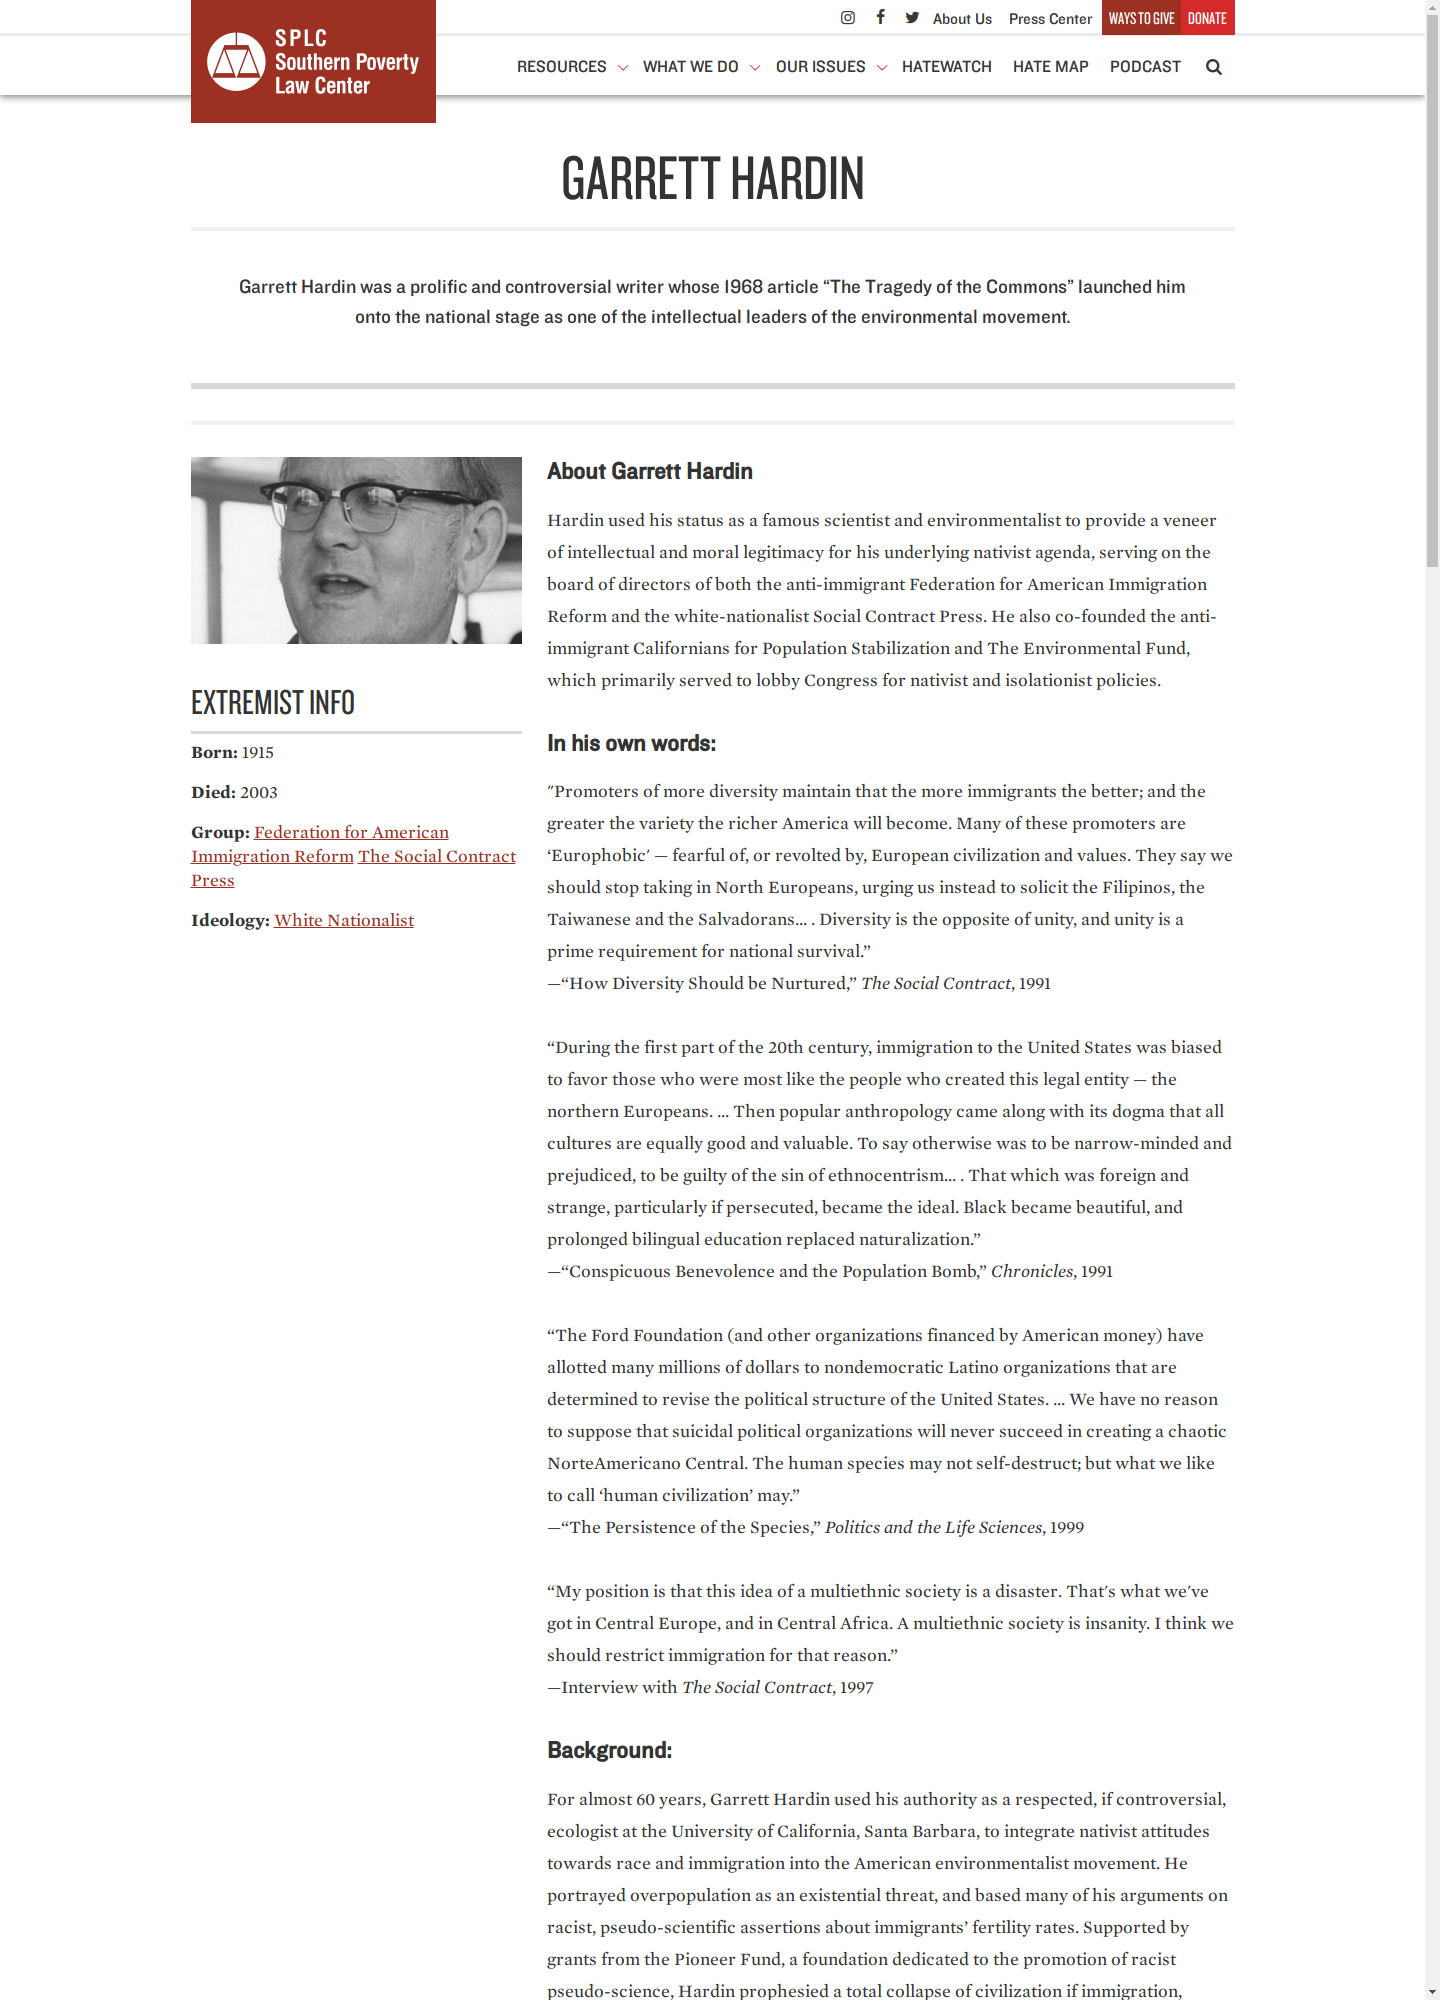 About Us Press Center WAYS TO GIVE DONATE
SPLC
Southern Poverty
Law Center
RESOURCES WHAT WE DO OUR ISSUES HATEWATCH HATE MAP PODCAST
GARRETT HARDIN
Garrett Hardin was a prolific and controversial writer whose 1968 article “The Tragedy of the Commons” launched him
onto the national stage as one of the intellectual leaders of the environmental movement.
EXTREMIST INFO
Born: 1915
Died: 2003
Group: Federation for American
Immigration Reform The Social Contract
Press
Ideology: White Nationalist
About Garrett Hardin
Hardin used his status as a famous scientist and environmentalist to provide a veneer
of intellectual and moral legitimacy for his underlying nativist agenda, serving on the
board of directors of both the anti-immigrant Federation for American Immigration
Reform and the white-nationalist Social Contract Press. He also co-founded the anti-
immigrant Californians for Population Stabilization and The Environmental Fund,
which primarily served to lobby Congress for nativist and isolationist policies.
In his own words:
"Promoters of more diversity maintain that the more immigrants the better; and the
greater the variety the richer America will become. Many of these promoters are
‘Europhobic' — fearful of, or revolted by, European civilization and values. They say we
should stop taking in North Europeans, urging us instead to solicit the Filipinos, the
Taiwanese and the Salvadorans… . Diversity is the opposite of unity, and unity is a
prime requirement for national survival.”
—“How Diversity Should be Nurtured,” The Social Contract, 1991
“During the first part of the 20th century, immigration to the United States was biased
to favor those who were most like the people who created this legal entity — the
northern Europeans. … Then popular anthropology came along with its dogma that all
cultures are equally good and valuable. To say otherwise was to be narrow-minded and
prejudiced, to be guilty of the sin of ethnocentrism… . That which was foreign and
strange, particularly if persecuted, became the ideal. Black became beautiful, and
prolonged bilingual education replaced naturalization.”
—“Conspicuous Benevolence and the Population Bomb,” Chronicles, 1991
“The Ford Foundation (and other organizations financed by American money) have
allotted many millions of dollars to nondemocratic Latino organizations that are
determined to revise the political structure of the United States. … We have no reason
to suppose that suicidal political organizations will never succeed in creating a chaotic
NorteAmericano Central. The human species may not self-destruct; but what we like
to call ‘human civilization’ may.”
—“The Persistence of the Species,” Politics and the Life Sciences, 1999
“My position is that this idea of a multiethnic society is a disaster. That's what we've
got in Central Europe, and in Central Africa. A multiethnic society is insanity. I think we
should restrict immigration for that reason.”
—Interview with The Social Contract, 1997
Background:
For almost 60 years, Garrett Hardin used his authority as a respected, if controversial,
ecologist at the University of California, Santa Barbara, to integrate nativist attitudes
towards race and immigration into the American environmentalist movement. He
portrayed overpopulation as an existential threat, and based many of his arguments on
racist, pseudo-scientific assertions about immigrants’ fertility rates. Supported by
grants from the Pioneer Fund, a foundation dedicated to the promotion of racist
pseudo-science, Hardin prophesied a total collapse of civilization if immigration,